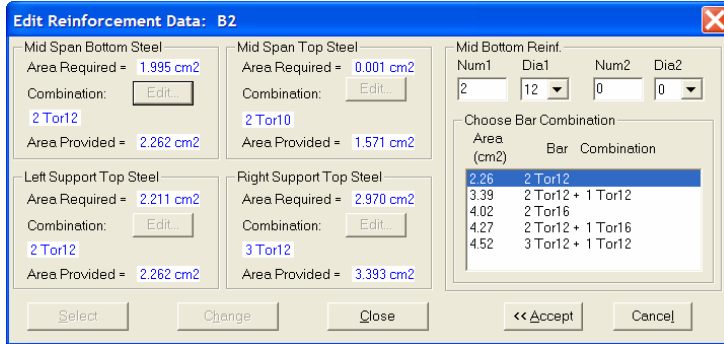 Edit Reinforcement Data: B2
Mid Span Bottom Steel
Area Required = 1.995 cm2
Combination: Edit...
2 Tor12
Area Provided = 2.262 cm2
Mid Span Top Steel
Area Required = 0.001 cm2
Combination: Edit...
2 Tor10
Area Provided = 1.571 cm2
Left Support Top Steel
Area Required = 2.211 cm2
Combination: Edit...
2 Tor12
Area Provided = 2.262 cm2
Right Support Top Steel
Area Required = 2.970 cm2
Combination: Edit...
3 Tor12
Area Provided = 3.393 cm2
Mid Bottom Reinf.
Num1 Dia1 Num2 Dia2
2 12 0 0
Choose Bar Combination
Area
(cm2) Bar Combination
2.26 2 Tor12
3.39 2 Tor12 + 1 Tor12
4.02 2 Tor16
4.27 2 Tor12 + 1 Tor16
4.52 3 Tor12 + 1 Tor12
Select Change Close << Accept Cancel